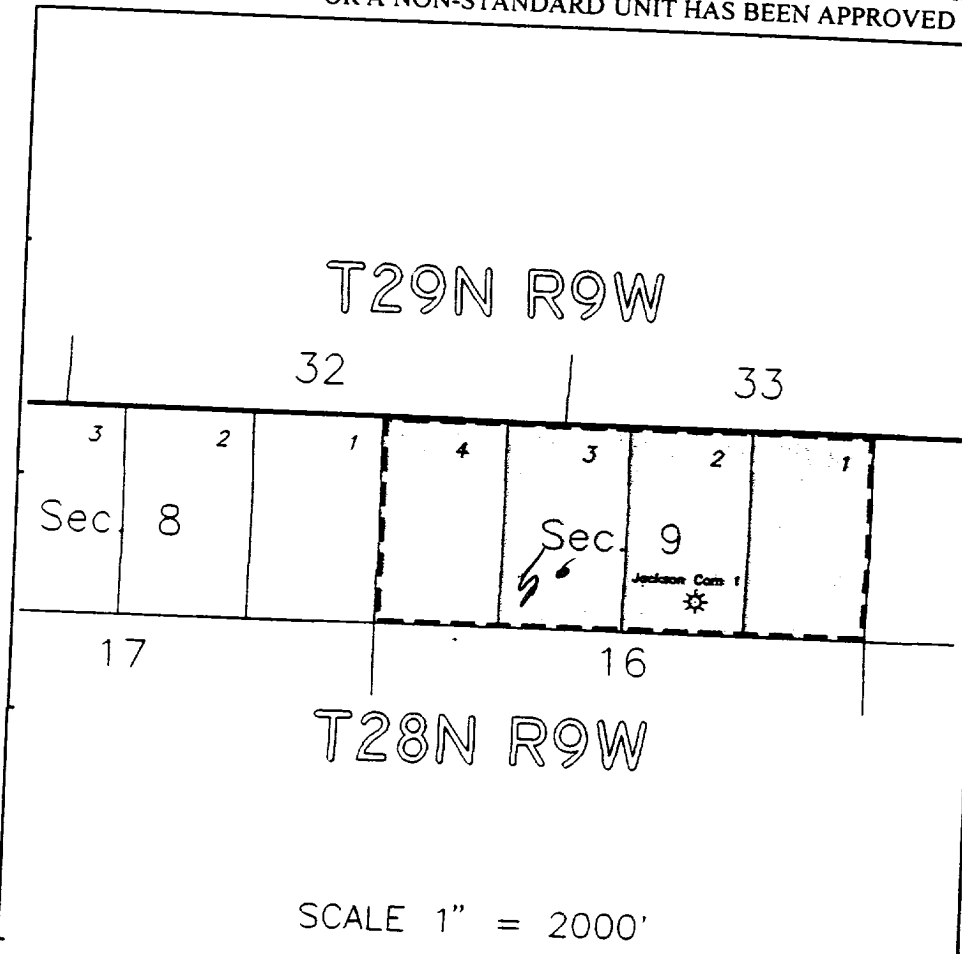 OR A NON-STANDARD UNIT HAS BEEN APPROVED
T29N R9W
32
33
3 2 1 4 3 2 1
Sec. 8
Sec. 9
Jackson Com 1
17
16
T28N R9W
SCALE 1" = 2000'